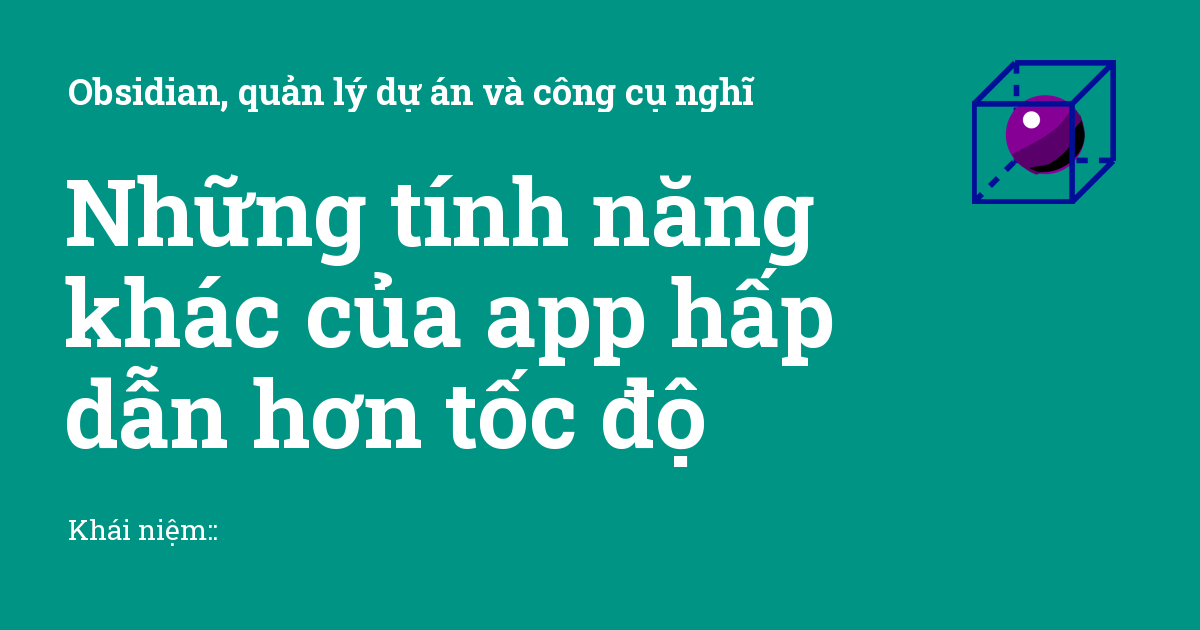 Obsidian, quản lý dự án và công cụ nghĩ
Những tính năng
khác của app hấp
dẫn hơn tốc độ
Khái niệm::